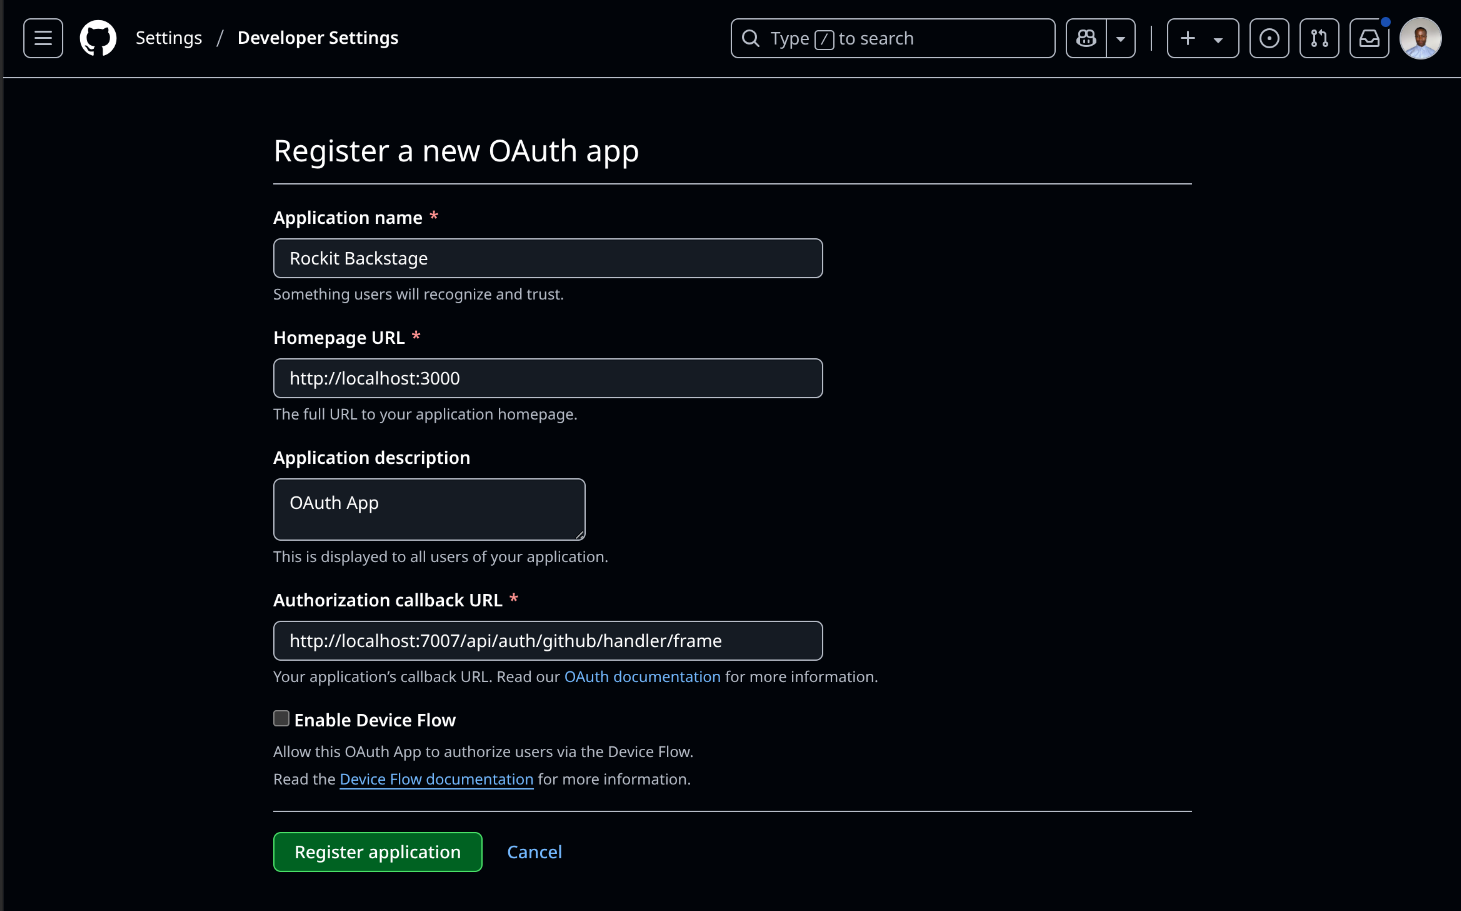 Settings / Developer Settings
Type / to search
Register a new OAuth app
Application name *
Rockit Backstage
Something users will recognize and trust.
Homepage URL *
http://localhost:3000
The full URL to your application homepage.
Application description
OAuth App
This is displayed to all users of your application.
Authorization callback URL *
http://localhost:7007/api/auth/github/handler/frame
Your application’s callback URL. Read our OAuth documentation for more information.
Enable Device Flow
Allow this OAuth App to authorize users via the Device Flow.
Read the Device Flow documentation for more information.
Register application Cancel